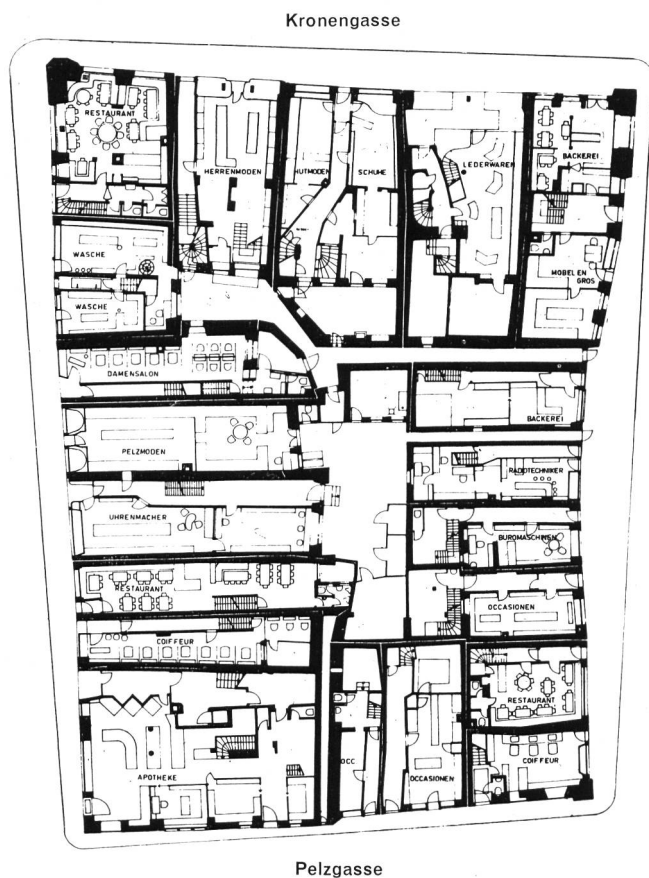 Kronengasse
RESTAURANT
HERRENMODEN
HUTMODEN
SCHUHE
LEDERWAREN
BACKEREI
WASCHE
MOBEL EN
GROS
WASCHE
DAMENSALON
BACKEREI
PELZMODEN
RADIOTECHNIKER
UHRENMACHER
BUROMASCHINEN
RESTAURANT
OCCASIONEN
COIFFEUR
RESTAURANT
APOTHEKE
OCC
OCCASIONEN
COIFFEUR
Pelzgasse